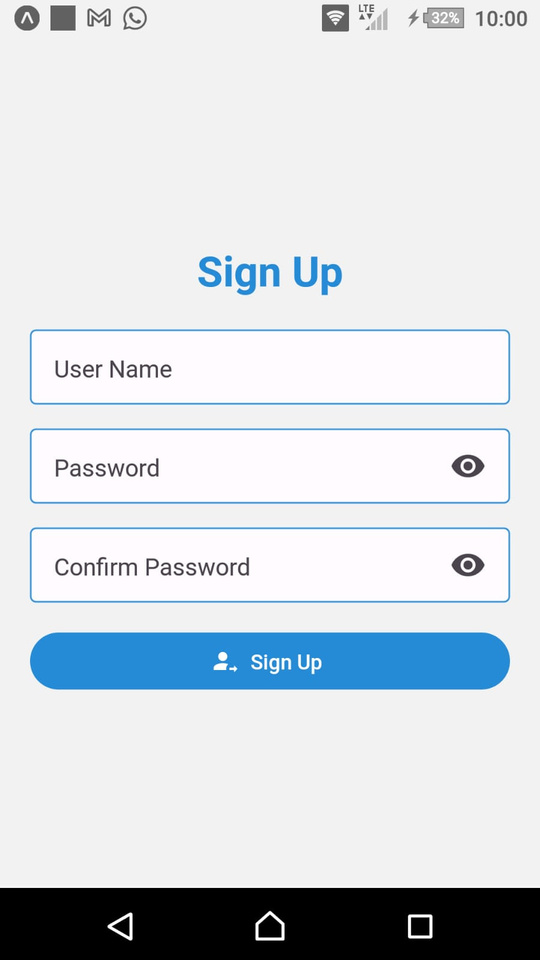 LTE 32% 10:00
Sign Up
User Name
Password
Confirm Password
Sign Up